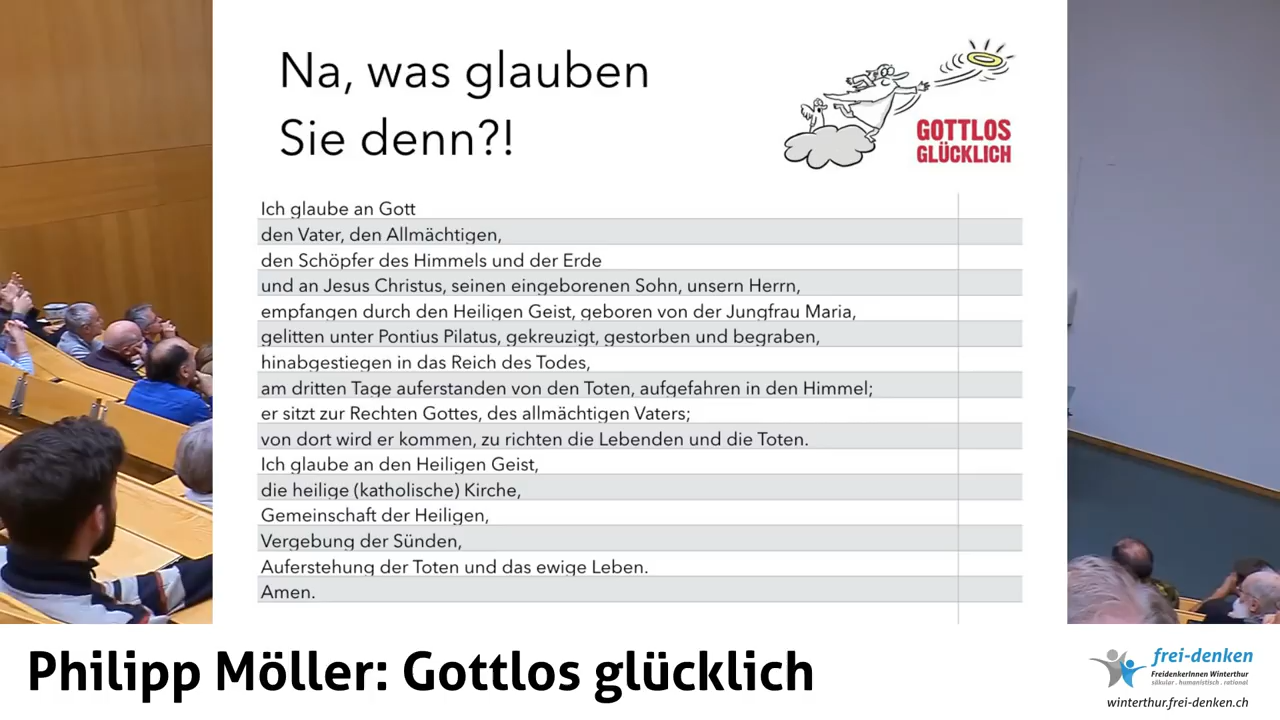 Na, was glauben
Sie denn?!
GOTTLOS
GLÜCKLICH
Ich glaube an Gott
den Vater, den Allmächtigen,
den Schöpfer des Himmels und der Erde
und an Jesus Christus, seinen eingeborenen Sohn, unsern Herrn,
empfangen durch den Heiligen Geist, geboren von der Jungfrau Maria,
gelitten unter Pontius Pilatus, gekreuzigt, gestorben und begraben,
hinabgestiegen in das Reich des Todes,
am dritten Tage auferstanden von den Toten, aufgefahren in den Himmel;
er sitzt zur Rechten Gottes, des allmächtigen Vaters;
von dort wird er kommen, zu richten die Lebenden und die Toten.
Ich glaube an den Heiligen Geist,
die heilige (katholische) Kirche,
Gemeinschaft der Heiligen,
Vergebung der Sünden,
Auferstehung der Toten und das ewige Leben.
Amen.
Philipp Möller: Gottlos glücklich
frei-denken
FreidenkerInnen Winterthur
säkular . humanistisch . rational
winterthur.frei-denken.ch